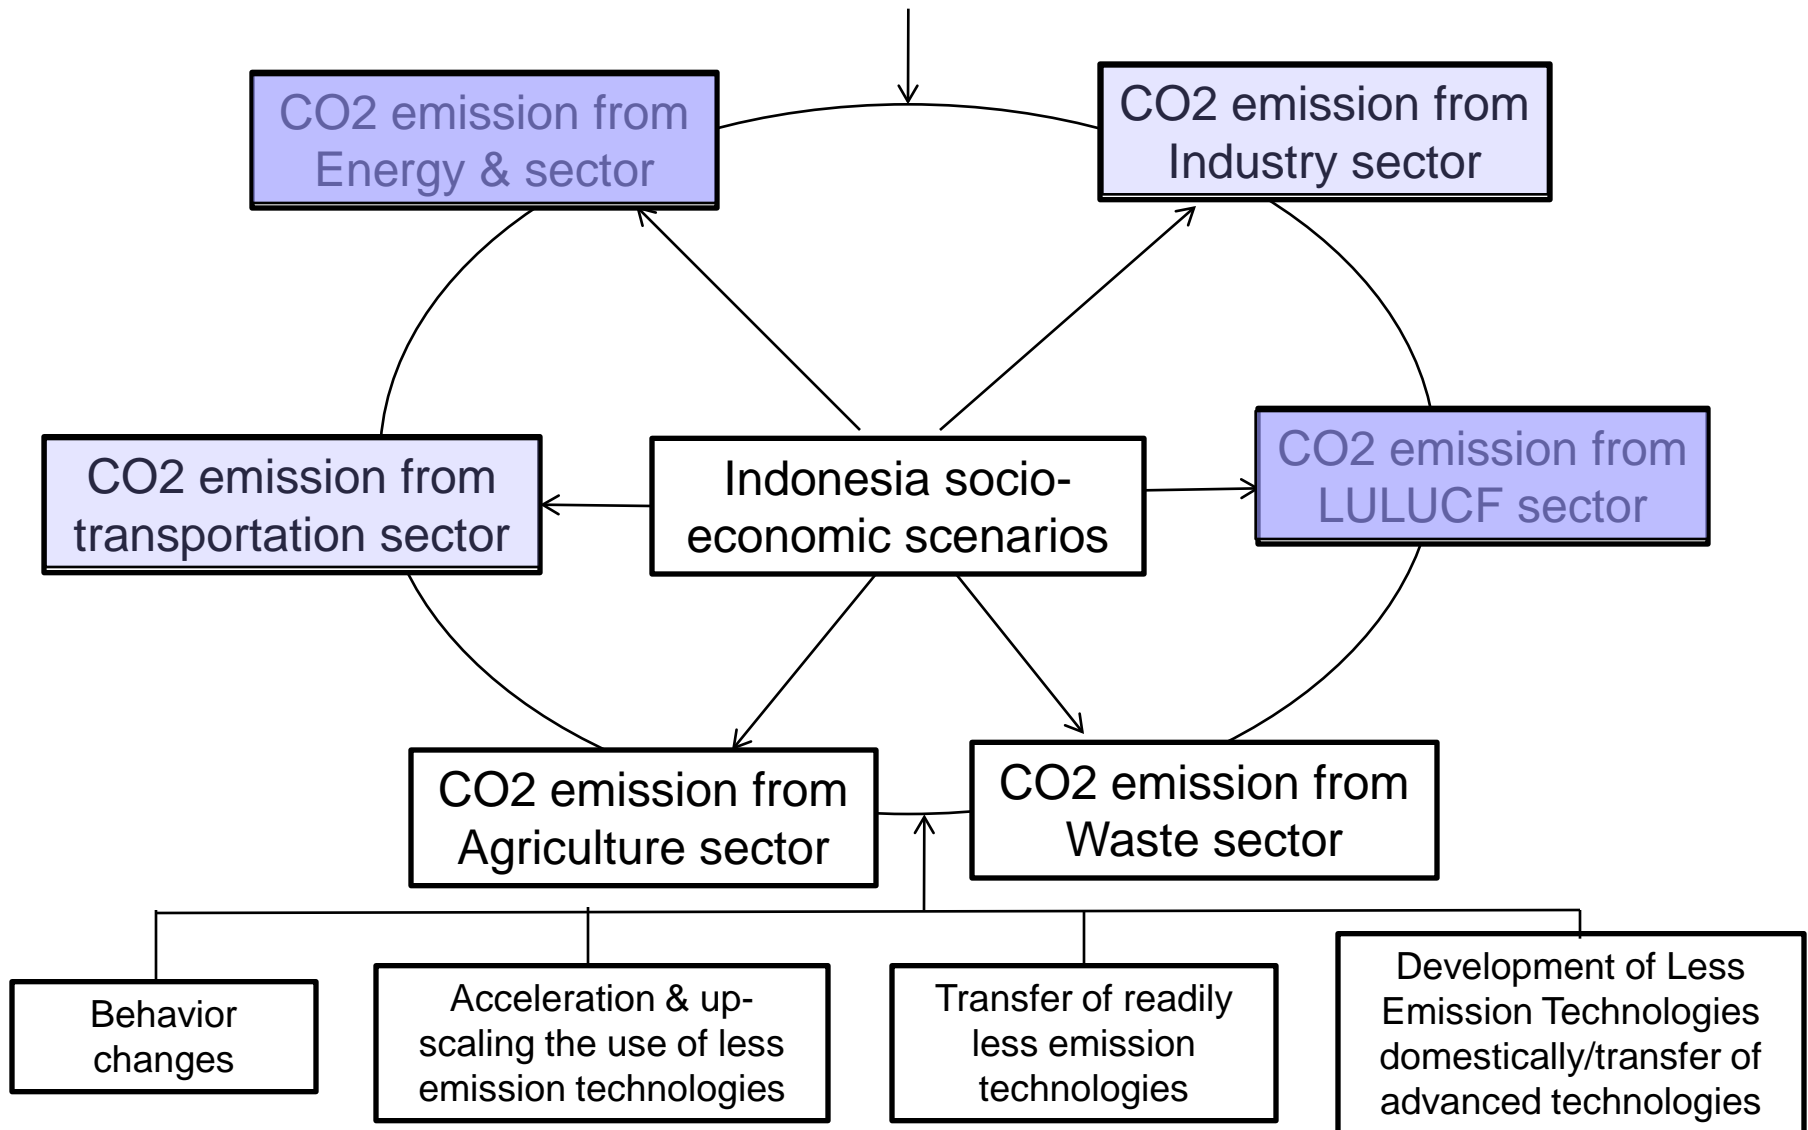 CO2 emission from
Energy & sector
CO2 emission from
Industry sector
CO2 emission from
transportation sector
Indonesia socio-
economic scenarios
CO2 emission from
LULUCF sector
CO2 emission from
Agriculture sector
CO2 emission from
Waste sector
Behavior
changes
Acceleration & up-
scaling the use of less
emission technologies
Transfer of readily
less emission
technologies
Development of Less
Emission Technologies
domestically/transfer of
advanced technologies